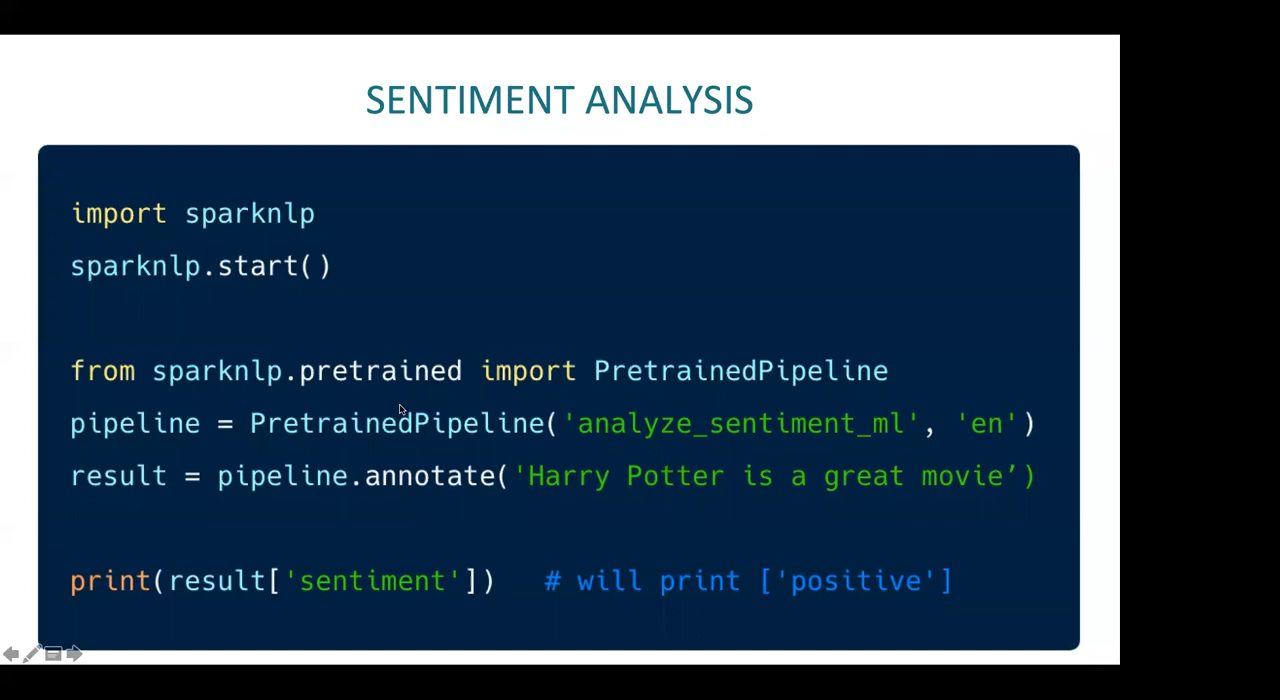 SENTIMENT ANALYSIS
import sparknlp
sparknlp.start()
from sparknlp.pretrained import PretrainedPipeline
pipeline = PretrainedPipeline('analyze_sentiment_ml', 'en')
result = pipeline.annotate('Harry Potter is a great movie’)
print(result['sentiment']) # will print ['positive']